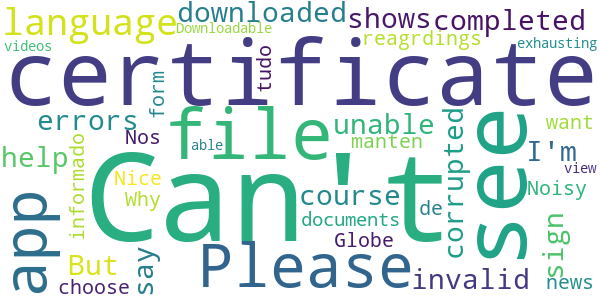 language
downloaded
Downloadable
shows
completed
videos
reagrdings
exhausting
certificate
tudo
form
errors
Nos
file
able
unable
want
help
informado
Nice
Why
Can't
manten
corrupted
see
I'm
view
app
But
choose
say
course
de
documents
Globe
Please
invalid
Noisy
sign
news